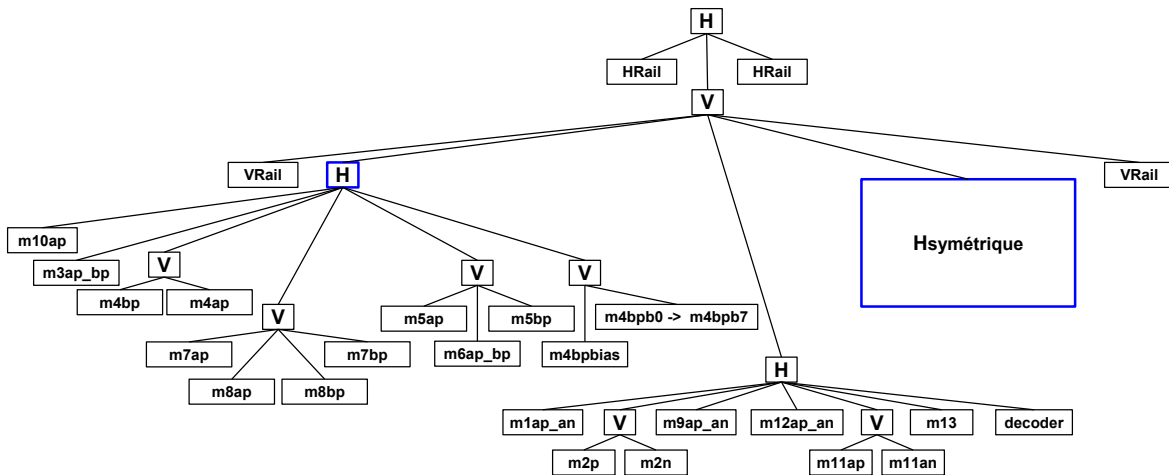 H
HRail
HRail
V
VRail
H
VRail
Hsymétrique
m10ap
m3ap_bp
V
V
V
m4bp
m4ap
m5ap
m5bp
m4bpb0 -> m4bpb7
V
m7ap
m7bp
m6ap_bp
m4bpbias
m8ap
m8bp
H
m1ap_an
V
m9ap_an
m12ap_an
V
m13
decoder
m2p
m2n
m11ap
m11an